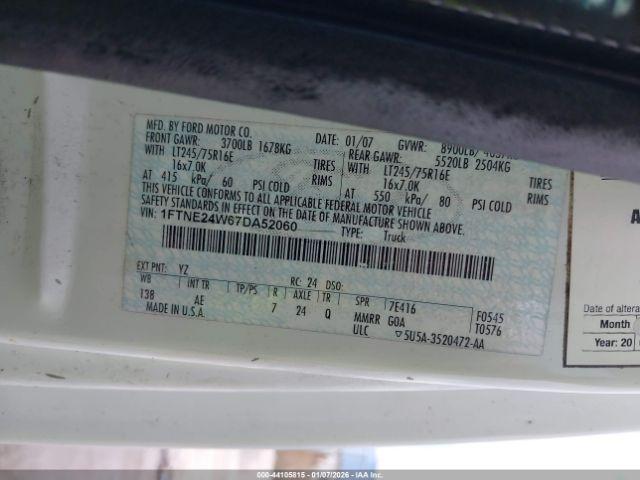 MFD. BY FORD MOTOR CO.
DATE: 01/07 GVWR: 8900LB/
FRONT GAWR: 3700LB 1678KG REAR GAWR: 5520LB 2504KG
WITH LT245/75R16E TIRES WITH LT245/75R16E TIRES
16x7.0K 16x7.0K
AT 415 kPa/ 60 PSI COLD AT 550 kPa/ 80 PSI COLD
THIS VEHICLE CONFORMS TO ALL APPLICABLE FEDERAL MOTOR VEHICLE
SAFETY STANDARDS IN EFFECT ON THE DATE OF MANUFACTURE SHOWN ABOVE.
VIN: 1FTNE24W67DA52060
TYPE: Truck
EXT PNT: YZ RC: 24 DSO:
WB INT TR TP/PS R AXLE TR SPR 7E416 F0545
138 AE 7 24 Q MMRR GOA T0576
MADE IN U.S.A. ULC 5U5A-3520472-AA
Date of altera
Month
Year: 20
000-44105815 - 01/07/2026 - © IAA Inc.